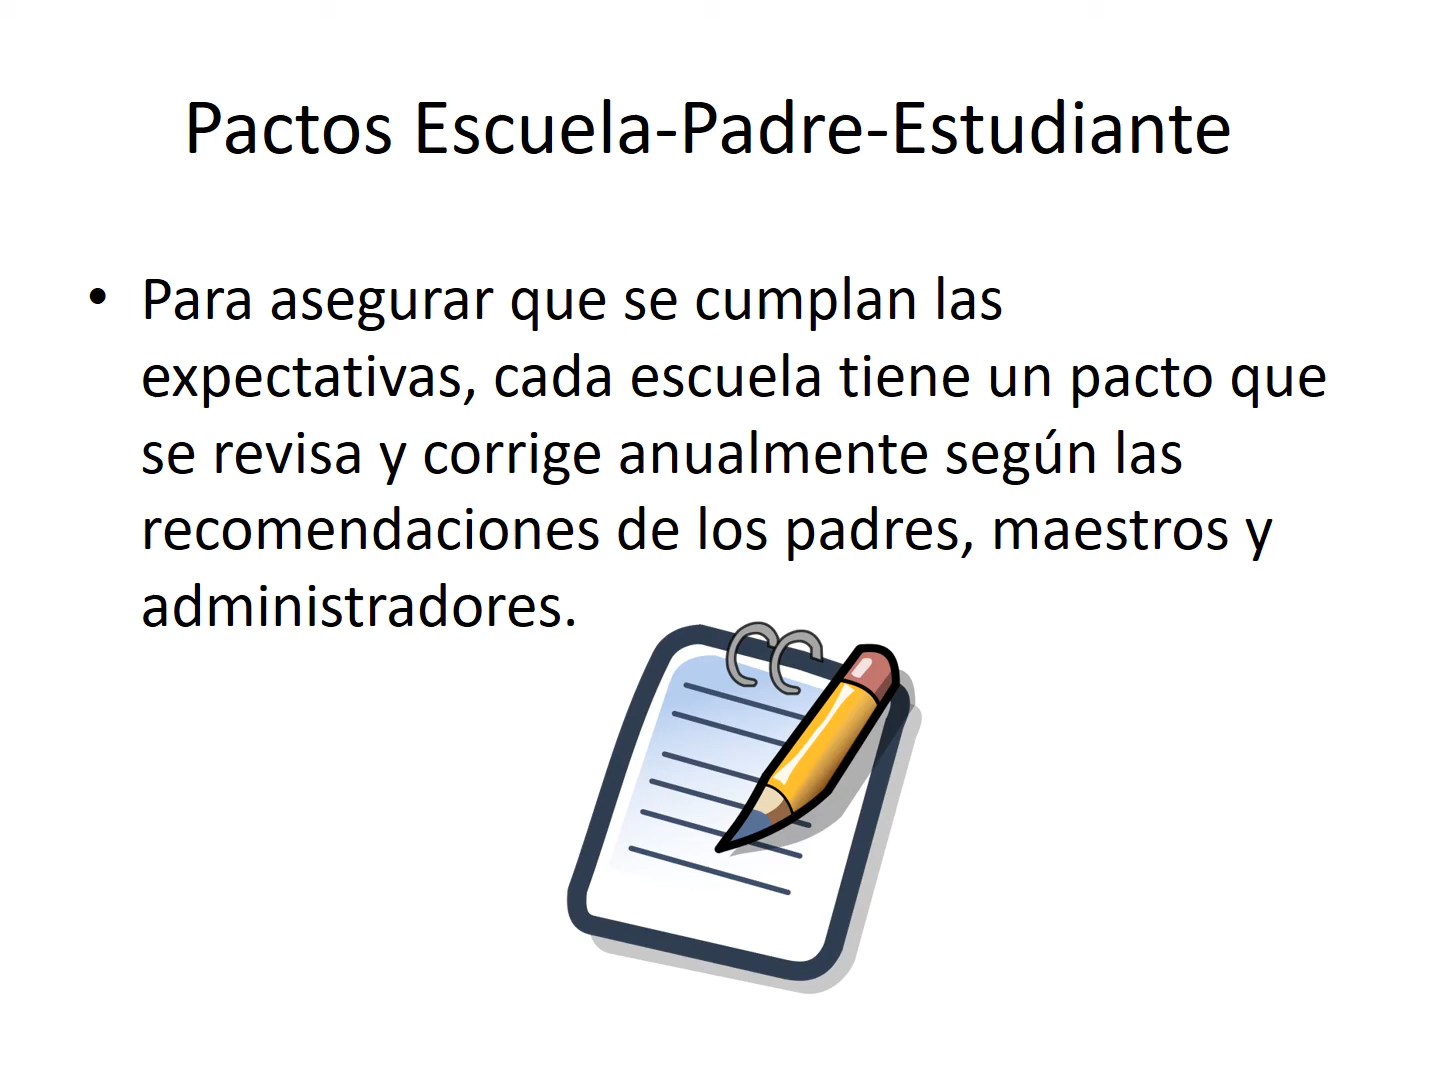 Pactos Escuela-Padre-Estudiante
• Para asegurar que se cumplan las
expectativas, cada escuela tiene un pacto que
se revisa y corrige anualmente según las
recomendaciones de los padres, maestros y
administradores.